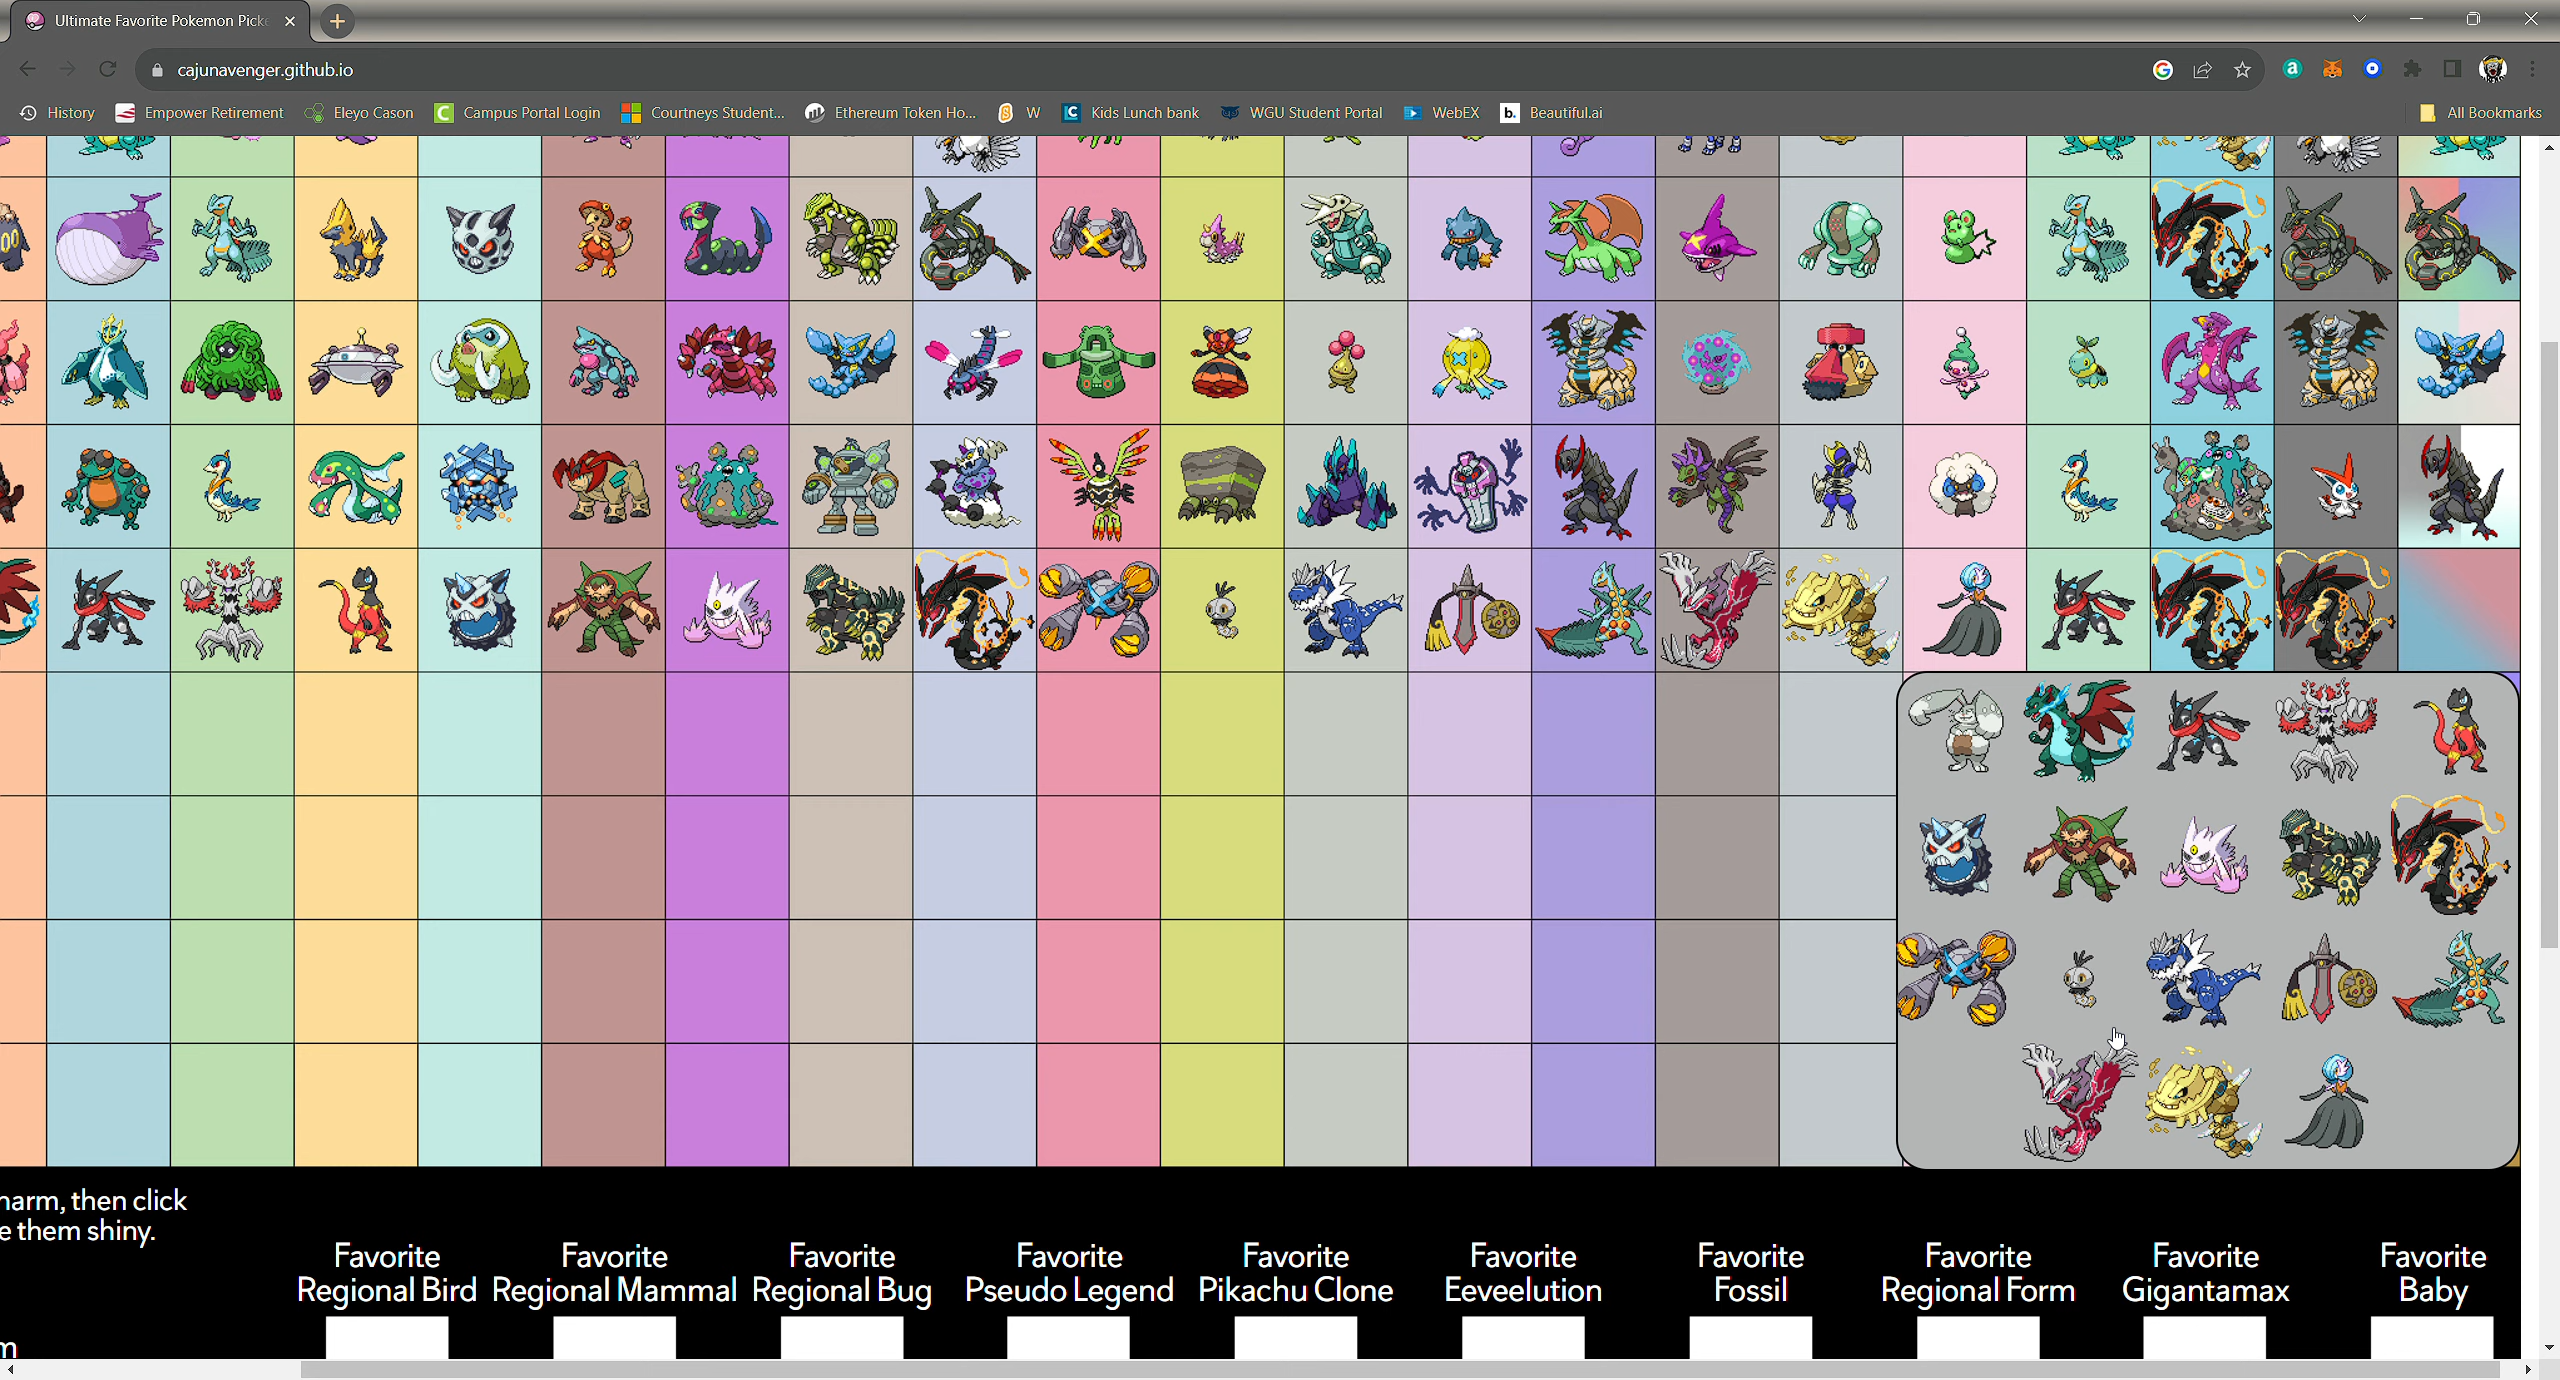 Ultimate Favorite Pokemon Picke
cajunavenger.github.io
History
Empower Retirement
Eleyo Cason
Campus Portal Login
Courtneys Student...
Ethereum Token Ho...
W
Kids Lunch bank
WGU Student Portal
WebEX
Beautiful.ai
All Bookmarks
harm, then click
e them shiny.
Favorite
Regional Bird
Favorite
Regional Mammal
Favorite
Regional Bug
Favorite
Pseudo Legend
Favorite
Pikachu Clone
Favorite
Eeveelution
Favorite
Fossil
Favorite
Regional Form
Favorite
Gigantamax
Favorite
Baby
m